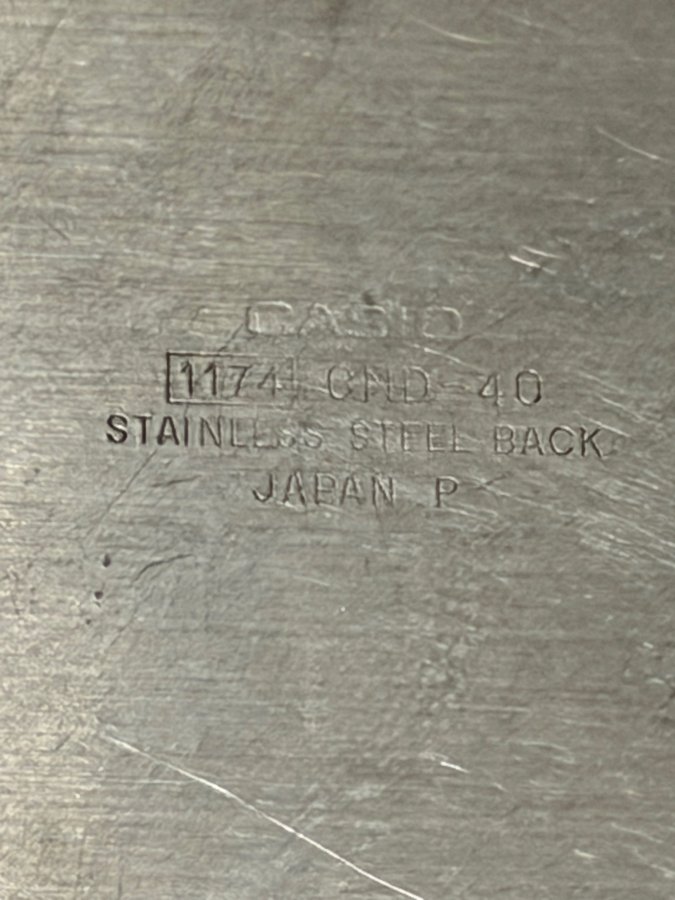 CASIO
1174 CMD-40
STAINLESS STEEL BACK
JAPAN P